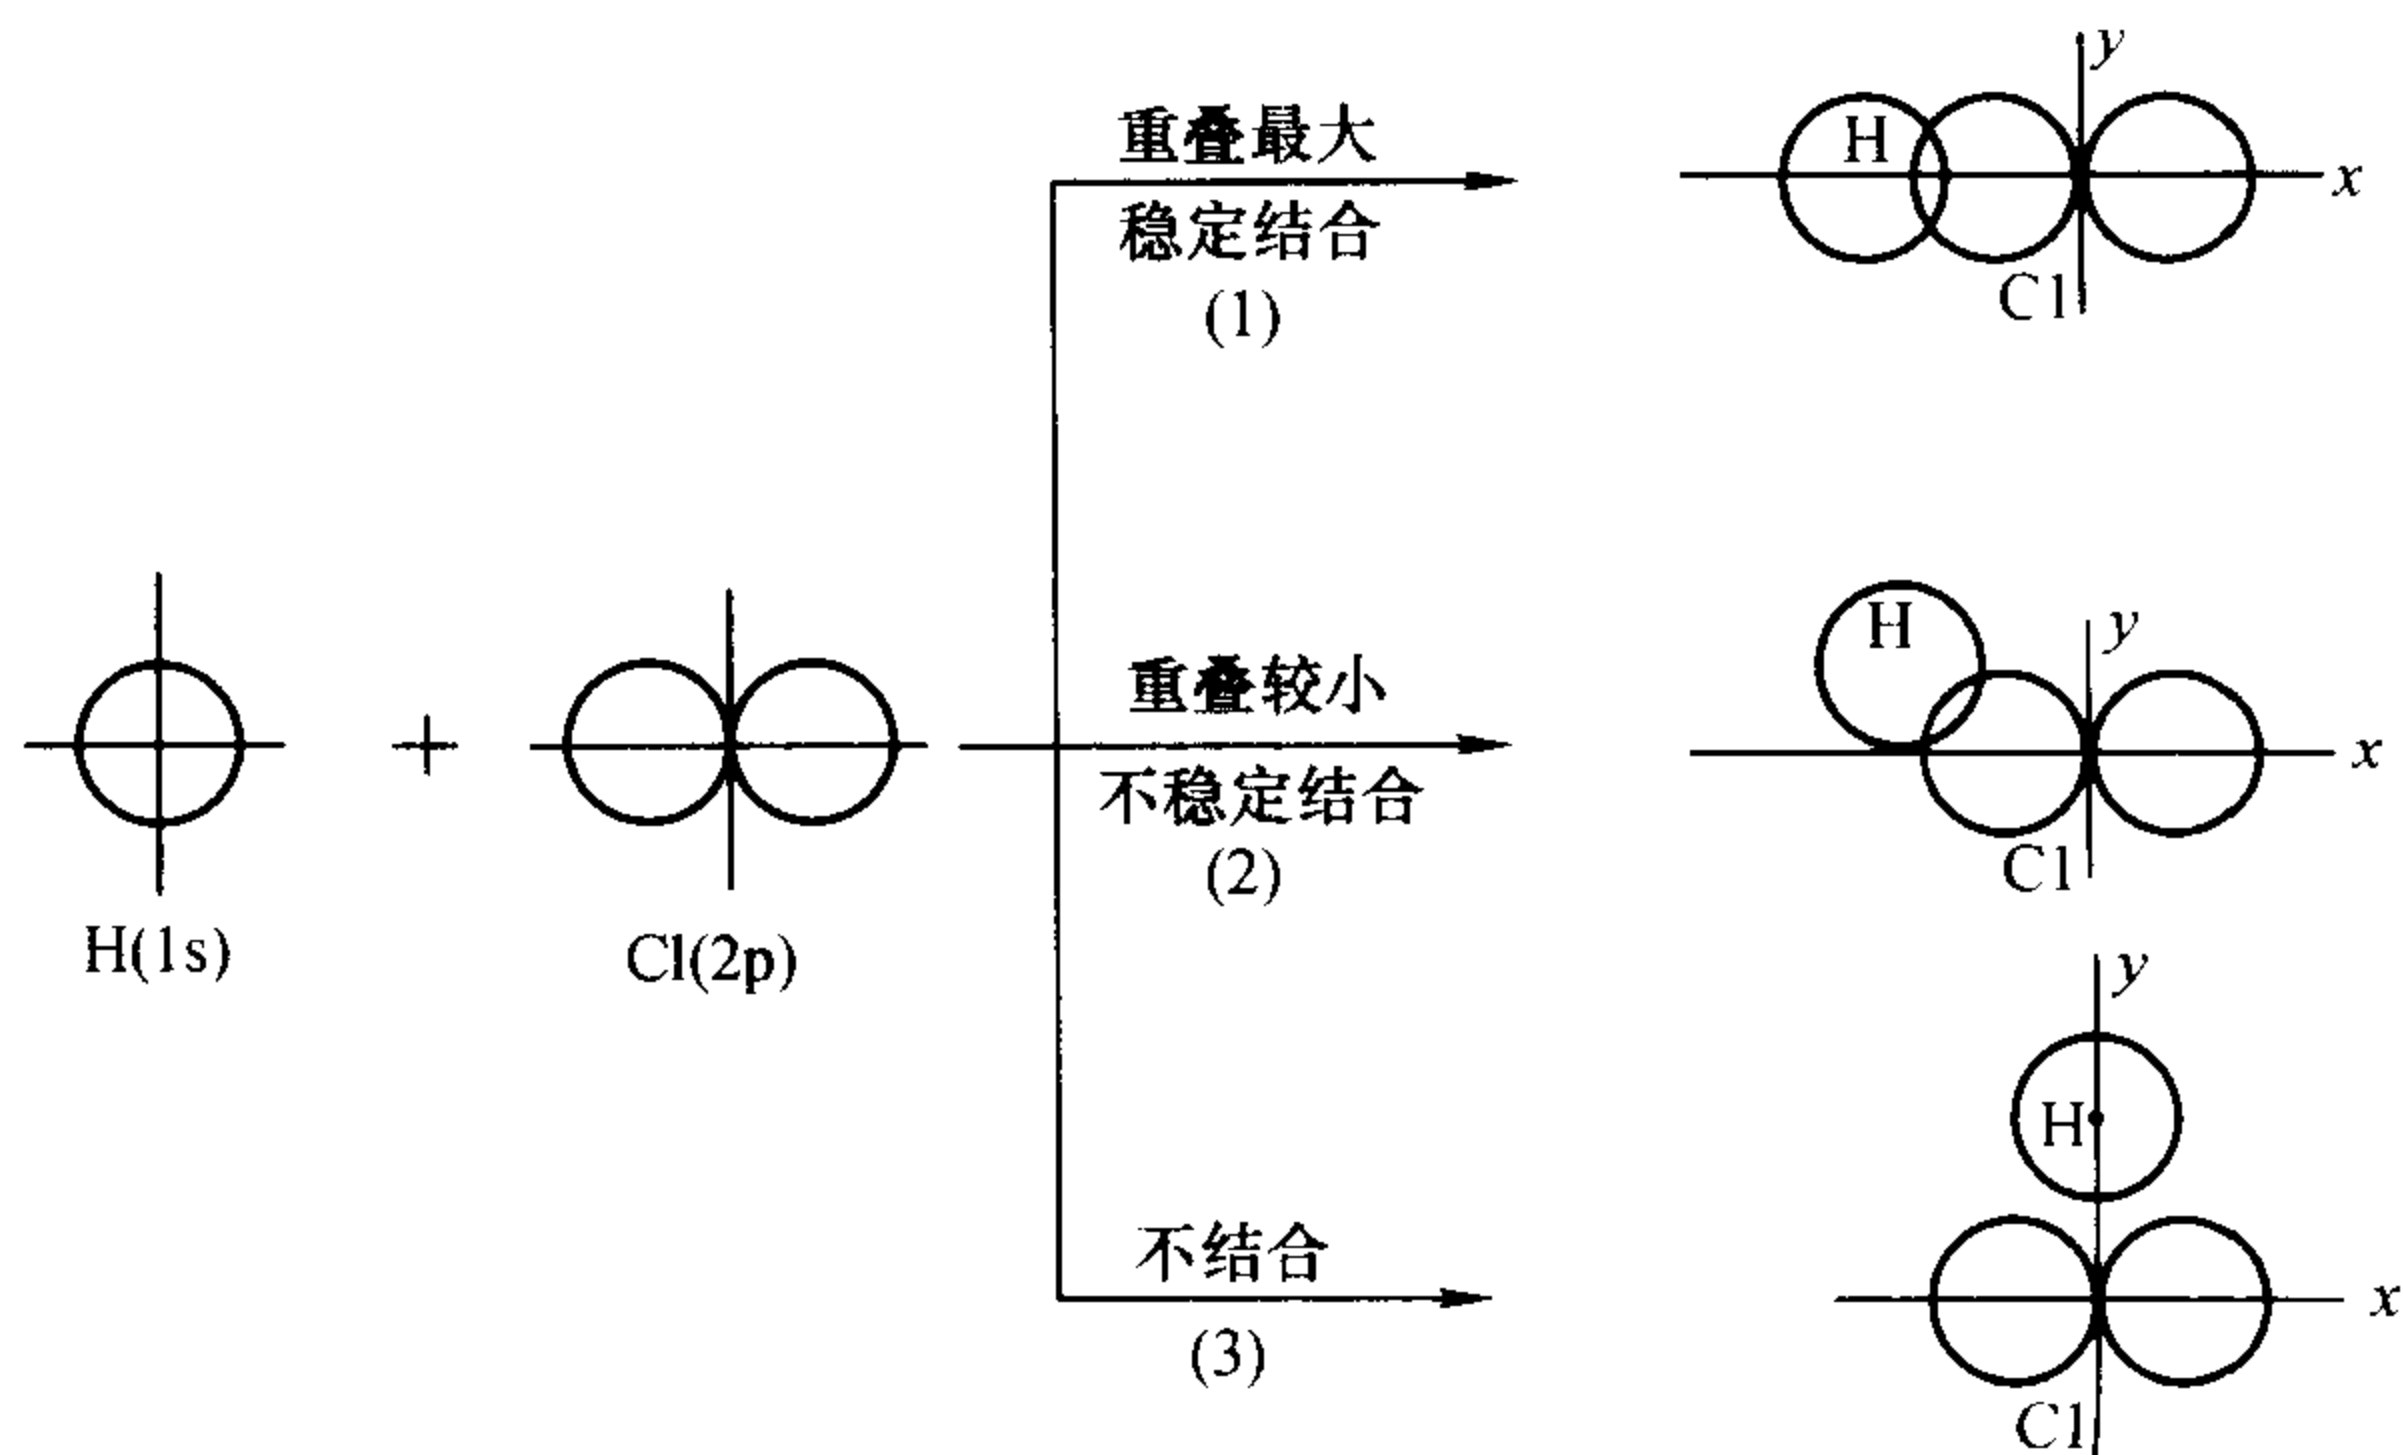 H(1s)
+
Cl(2p)
重叠最大
稳定结合
(1)
H
Cl
y
x
重叠较小
不稳定结合
(2)
H
Cl
y
x
不结合
(3)
H
Cl
y
x